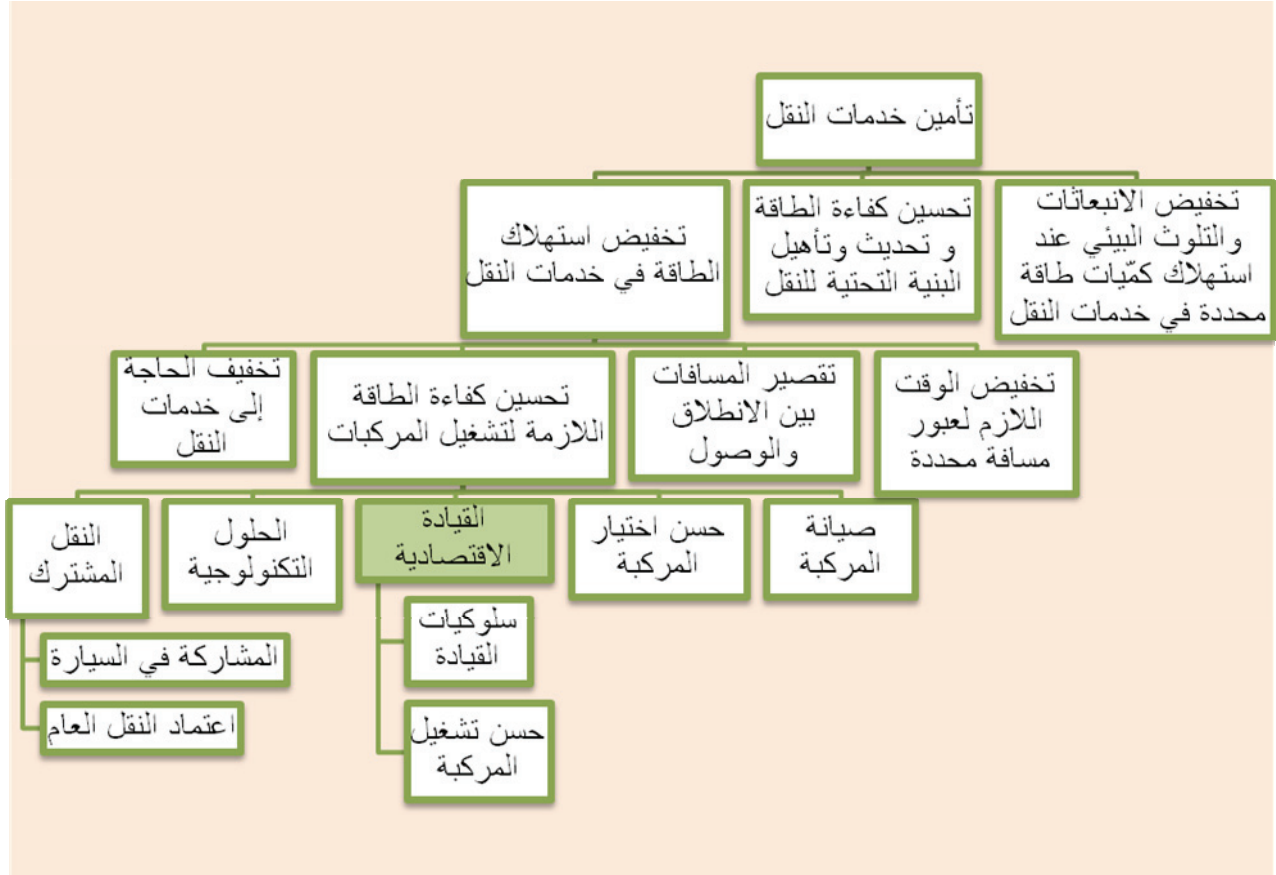 تأمين خدمات النقل
تخفيض الانبعاثات
والتلوث البيئي عند
استهلاك كمّيات طاقة
محددة في خدمات النقل
تحسين كفاءة الطاقة
و تحديث وتأهيل
البنية التحتية للنقل
تخفيض استهلاك
الطاقة في خدمات النقل
تخفيض الوقت
اللازم لعبور
مسافة محددة
تقصير المسافات
بين الانطلاق
والوصول
تحسين كفاءة الطاقة
اللازمة لتشغيل المركبات
تخفيف الحاجة
إلى خدمات
النقل
صيانة
المركبة
حسن اختيار
المركبة
القيادة
الاقتصادية
سلوكيات
القيادة
حسن تشغيل
المركبة
الحلول
التكنولوجية
النقل
المشترك
المشاركة في السيارة
اعتماد النقل العام